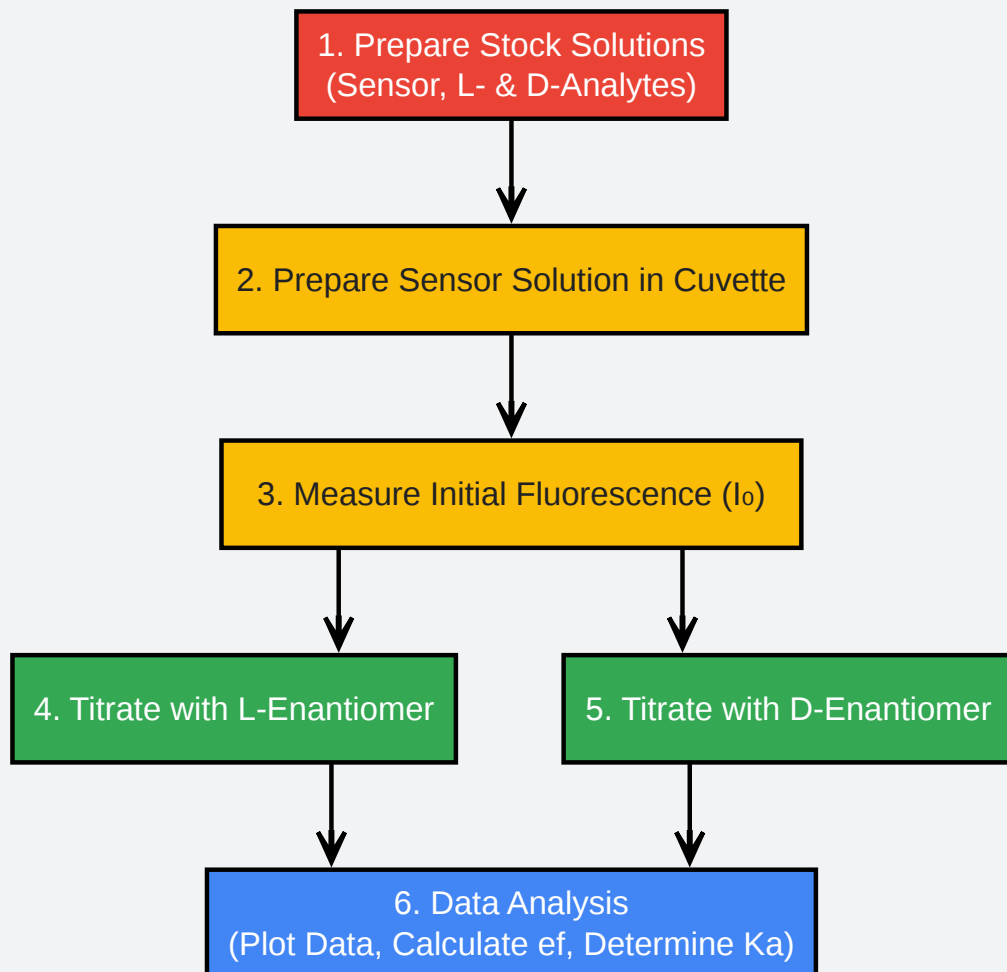 1. Prepare Stock Solutions
(Sensor, L- & D-Analytes)
2. Prepare Sensor Solution in Cuvette
3. Measure Initial Fluorescence (I₀)
4. Titrate with L-Enantiomer
5. Titrate with D-Enantiomer
6. Data Analysis
(Plot Data, Calculate ef, Determine Ka)